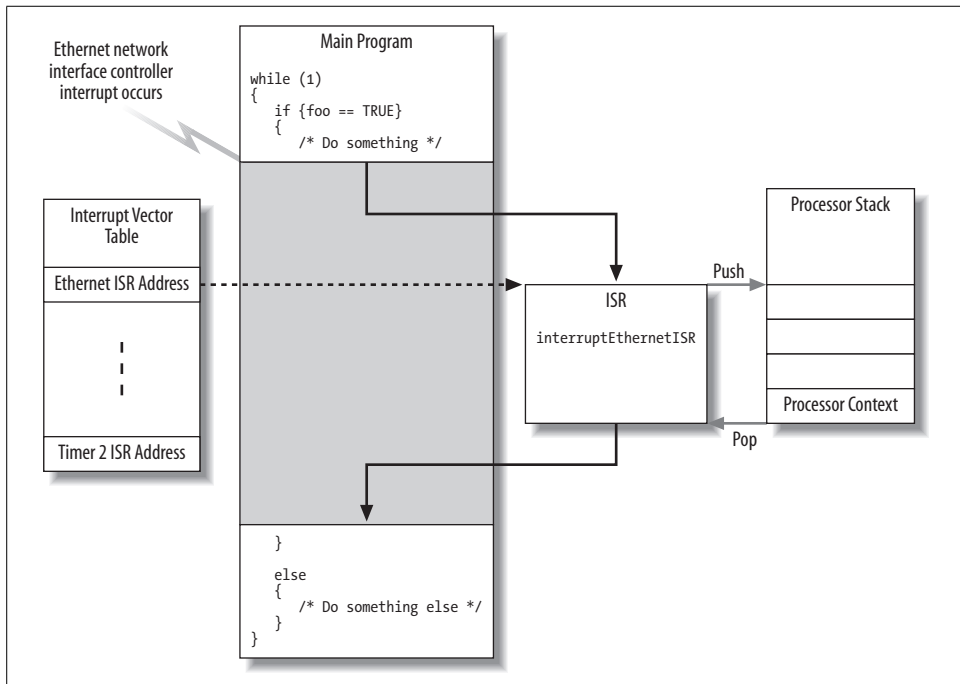 Ethernet network
interface controller
interrupt occurs
Main Program
while (1)
{
if {foo == TRUE}
{
/* Do something */
Interrupt Vector
Table
Ethernet ISR Address
Timer 2 ISR Address
ISR
interruptEthernetISR
Push
Pop
Processor Stack
Processor Context
}
else
{
/* Do something else */
}
}